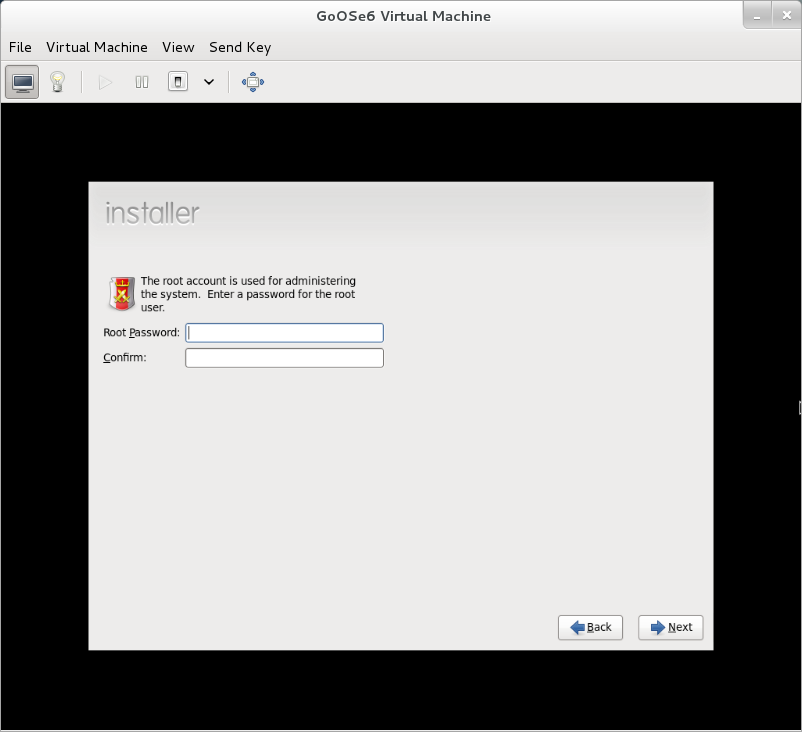 GoOSe6 Virtual Machine
File Virtual Machine View Send Key
installer
The root account is used for administering
the system.  Enter a password for the root
user.
Root Password:
Confirm:
Back Next